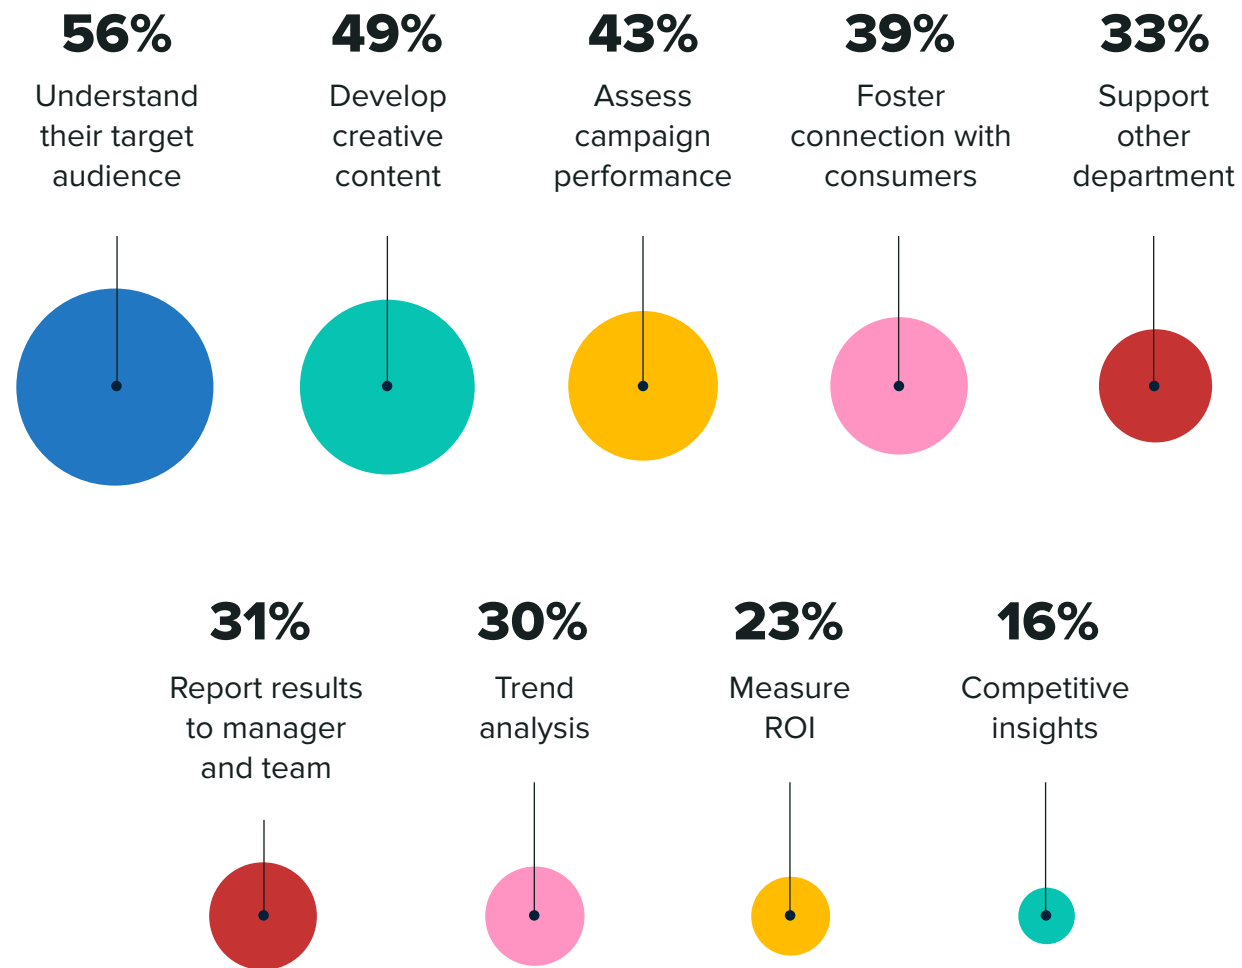 56%
Understand
their target
audience
49%
Develop
creative
content
43%
Assess
campaign
performance
39%
Foster
connection with
consumers
33%
Support
other
department
31%
Report results
to manager
and team
30%
Trend
analysis
23%
Measure
ROI
16%
Competitive
insights